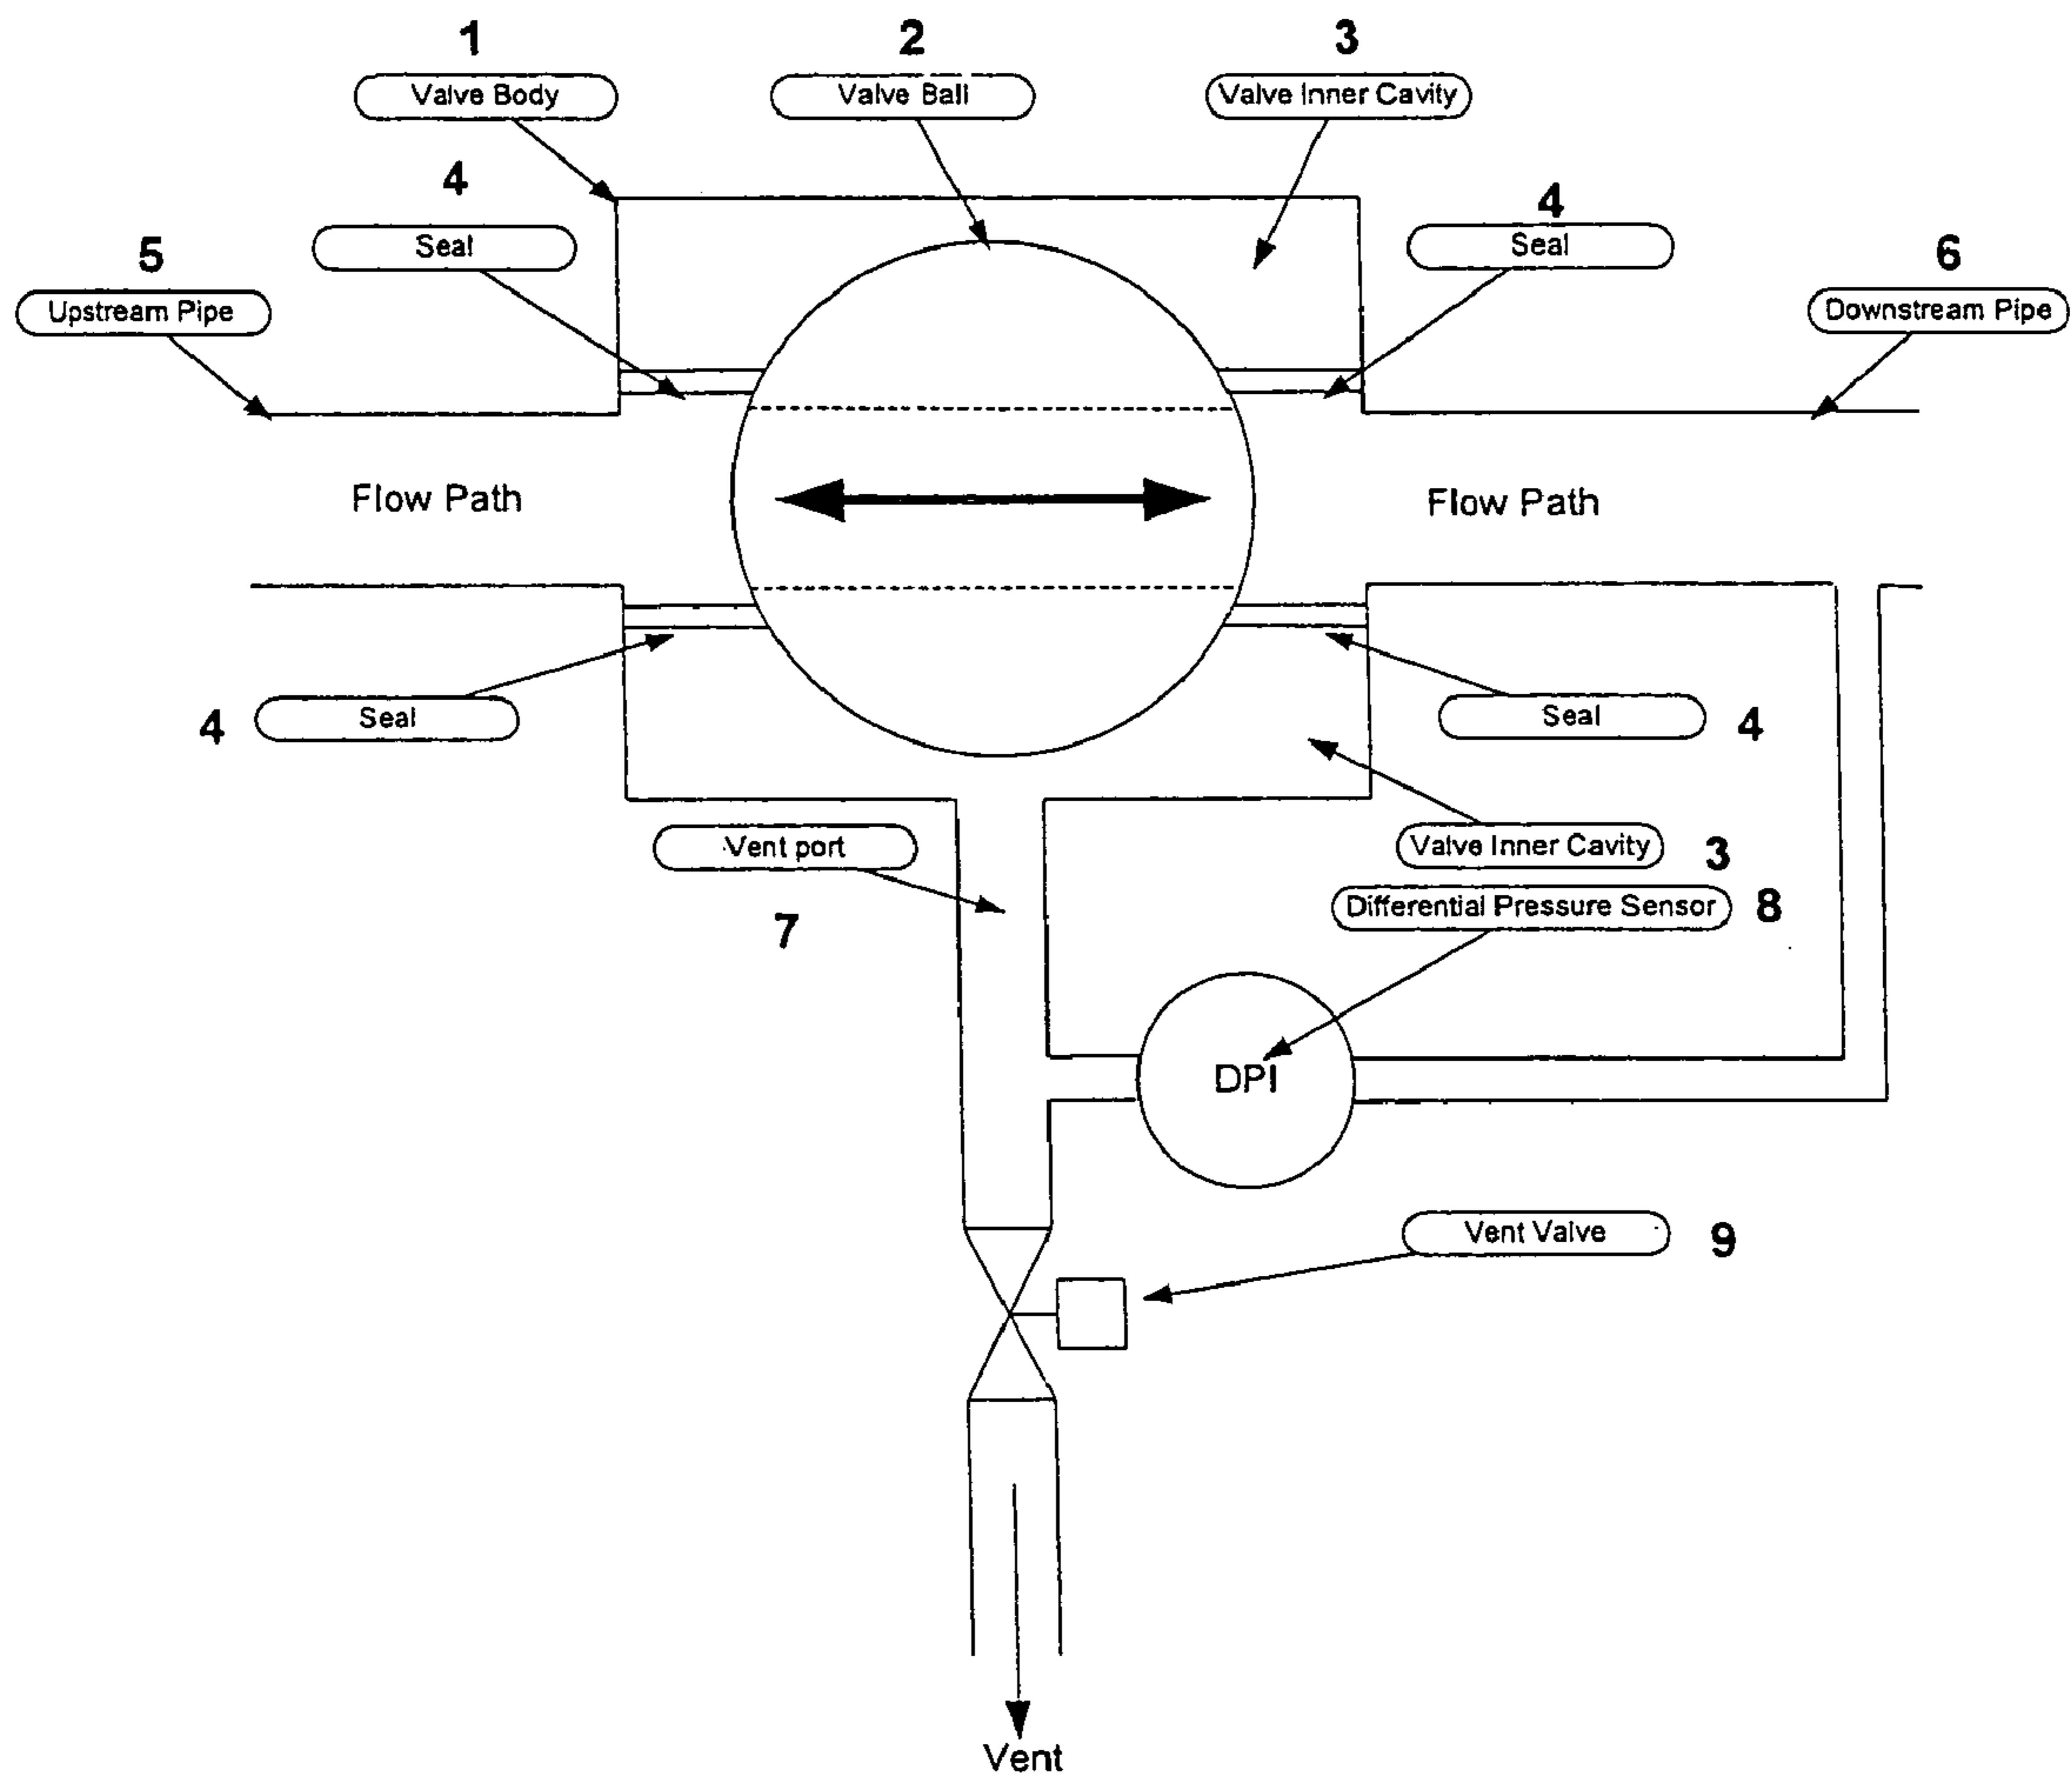 1
2
3
Valve Body
Valve Ball
Valve Inner Cavity
4
4
Seal
Seal
5
6
Upstream Pipe
Downstream Pipe
Flow Path
Flow Path
4
Seal
Seal
4
Vent port
Valve Inner Cavity
3
7
Differential Pressure Sensor
8
DPI
Vent Valve
9
Vent